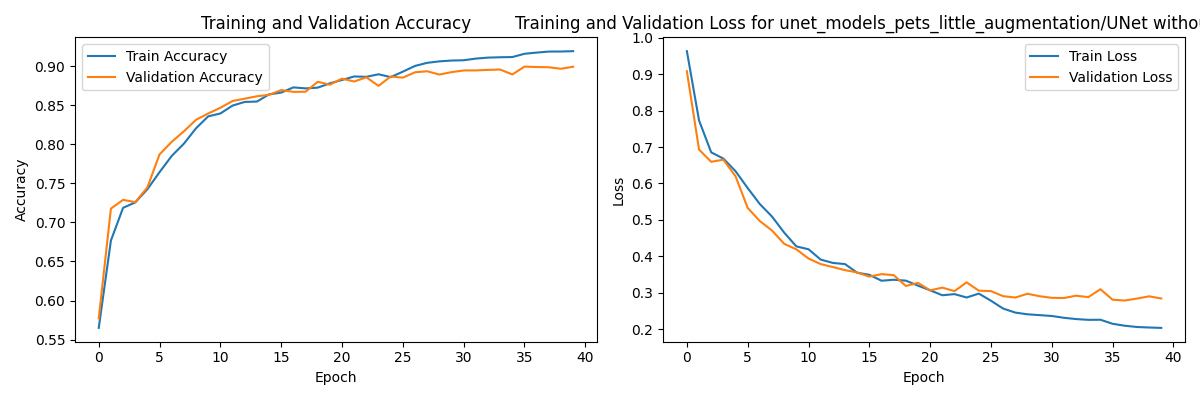 Training and Validation Accuracy
Training and Validation Loss for unet_models_pets_little_augmentation/UNet withou
Train Accuracy
Validation Accuracy
Accuracy
0.90
0.85
0.80
0.75
0.70
0.65
0.60
0.55
0 5 10 15 20 25 30 35 40
Epoch
Train Loss
Validation Loss
Loss
1.0
0.9
0.8
0.7
0.6
0.5
0.4
0.3
0.2
0 5 10 15 20 25 30 35 40
Epoch